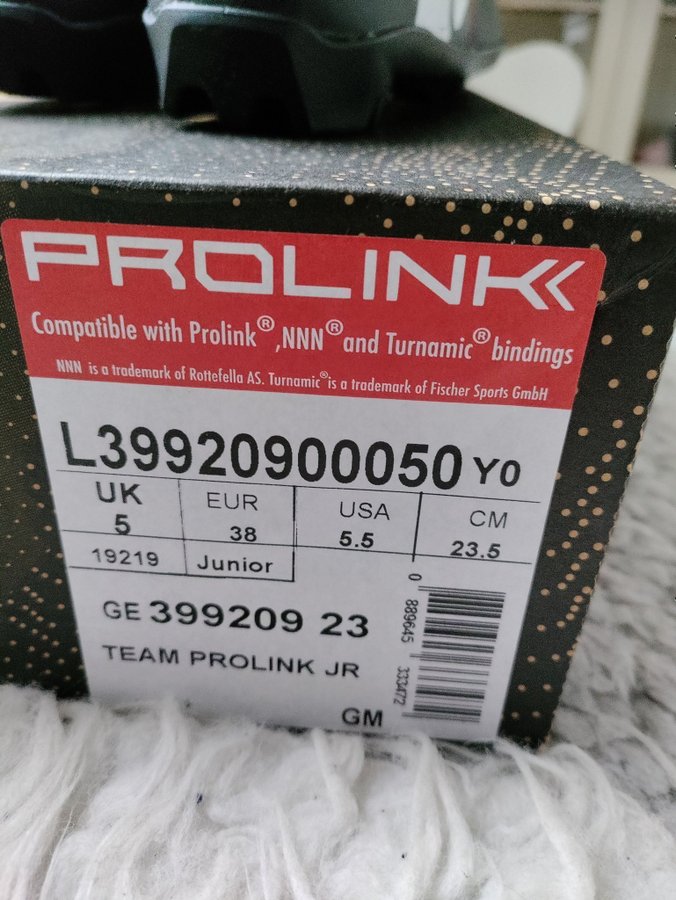 PROLINK
Compatible with Prolink®,NNN® and Turnamic® bindings
NNN is a trademark of Rottefella AS. Turnamic® is a trademark of Fischer Sports GmbH
L39920900050 Y0
UK EUR USA CM
5 38 5.5 23.5
19219 Junior
GE 399209 23
TEAM PROLINK JR
GM
0 889645 333472